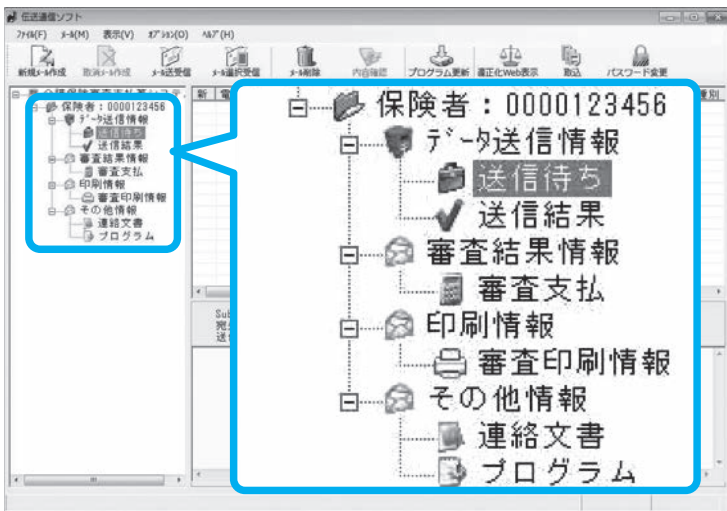 伝送通信ソフト
ﾌｧｲﾙ(F) ﾒｰﾙ(M) 表示(V) ｵﾌﾟｼｮﾝ(O) ﾍﾙﾌﾟ(H)
新規ﾒｰﾙ作成 取消ﾒｰﾙ作成 ﾒｰﾙ送受信 ﾒｰﾙ選択受信 ﾒｰﾙ削除 内容確認 プログラム更新 適正化Web表示 取込 パスワード変更
保険者：0000123456
ﾃﾞｰﾀ送信情報
送信待ち
送信結果
審査結果情報
審査支払
印刷情報
審査印刷情報
その他情報
連絡文書
プログラム
新 電
種別
保険者：0000123456
ﾃﾞｰﾀ送信情報
送信待ち
送信結果
審査結果情報
審査支払
印刷情報
審査印刷情報
その他情報
連絡文書
プログラム